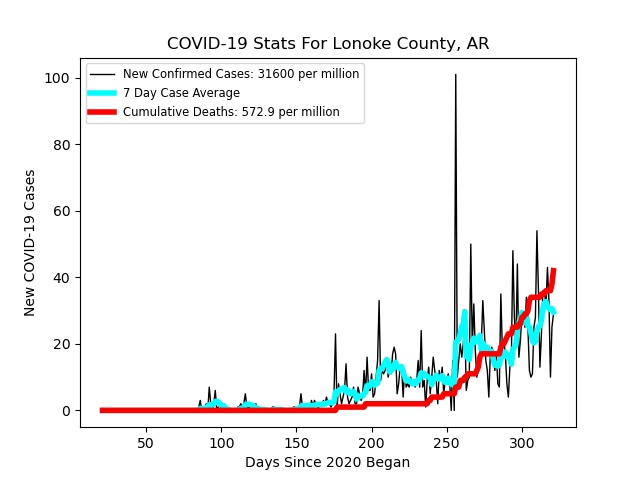 COVID-19 Stats For Lonoke County, AR
New Confirmed Cases: 31600 per million
7 Day Case Average
Cumulative Deaths: 572.9 per million
New COVID-19 Cases
100
80
60
40
20
0
50
100
150
200
250
300
Days Since 2020 Began